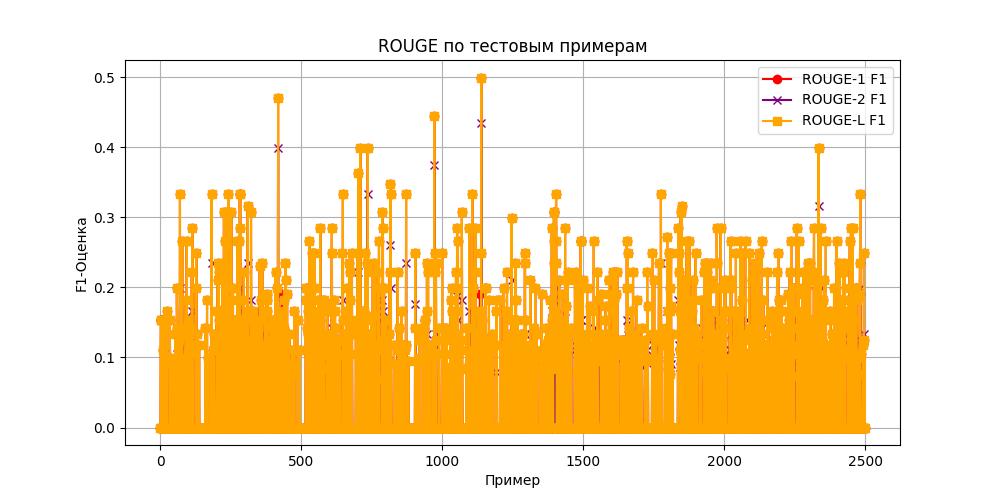 ROUGE по тестовым примерам
F1-Оценка
0.5
0.4
0.3
0.2
0.1
0.0
ROUGE-1 F1
ROUGE-2 F1
ROUGE-L F1
0 500 1000 1500 2000 2500
Пример